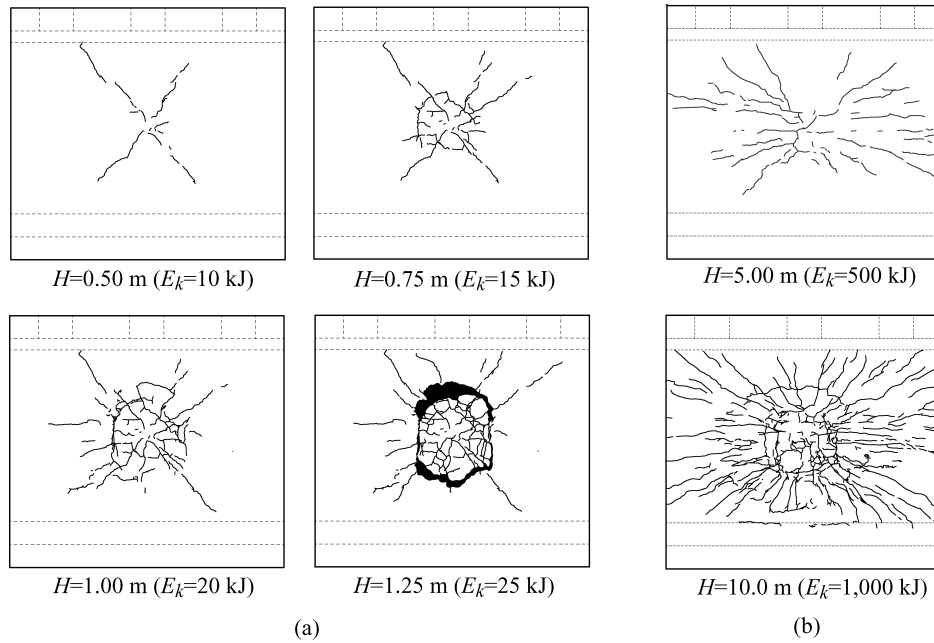 H=0.50 m (Ek=10 kJ)
H=0.75 m (Ek=15 kJ)
H=5.00 m (Ek=500 kJ)
H=1.00 m (Ek=20 kJ)
H=1.25 m (Ek=25 kJ)
H=10.0 m (Ek=1,000 kJ)
(a)
(b)